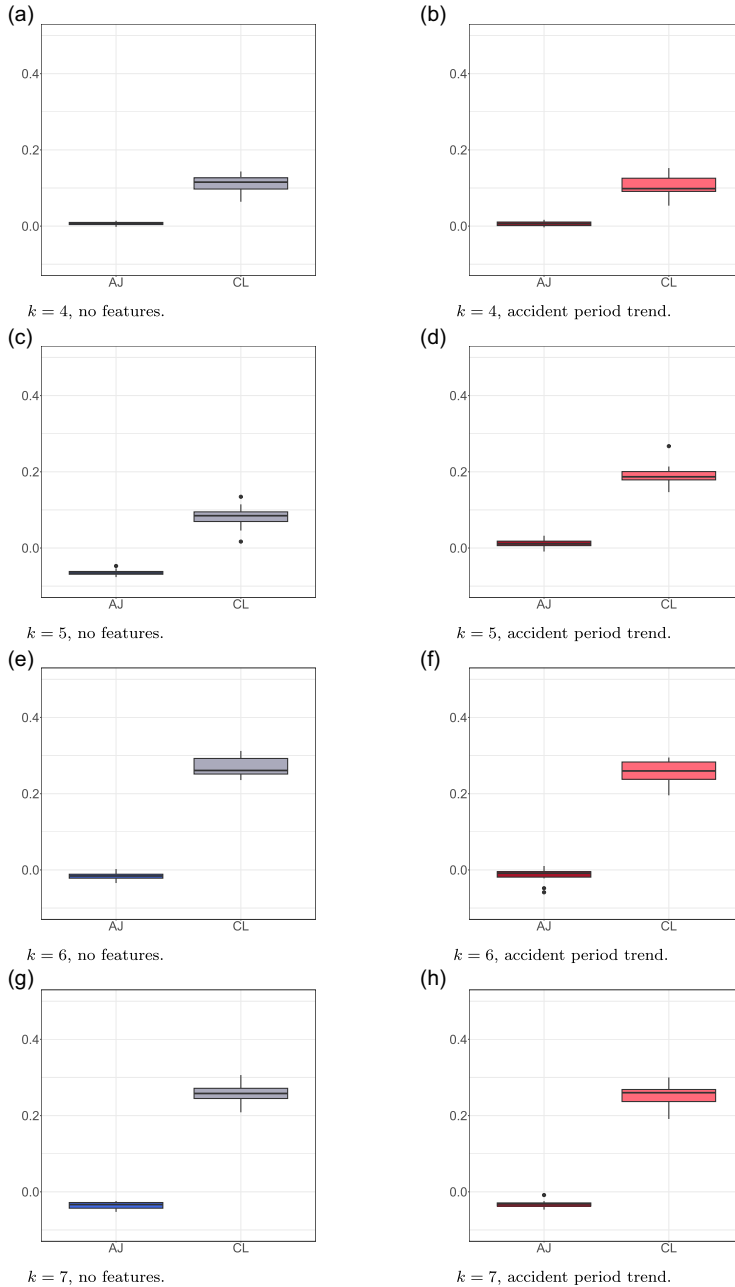 (a)
0.4
0.2
0.0
AJ CL
k = 4, no features.
(b)
0.4
0.2
0.0
AJ CL
k = 4, accident period trend.
(c)
0.4
0.2
0.0
AJ CL
k = 5, no features.
(d)
0.4
0.2
0.0
AJ CL
k = 5, accident period trend.
(e)
0.4
0.2
0.0
AJ CL
k = 6, no features.
(f)
0.4
0.2
0.0
AJ CL
k = 6, accident period trend.
(g)
0.4
0.2
0.0
AJ CL
k = 7, no features.
(h)
0.4
0.2
0.0
AJ CL
k = 7, accident period trend.